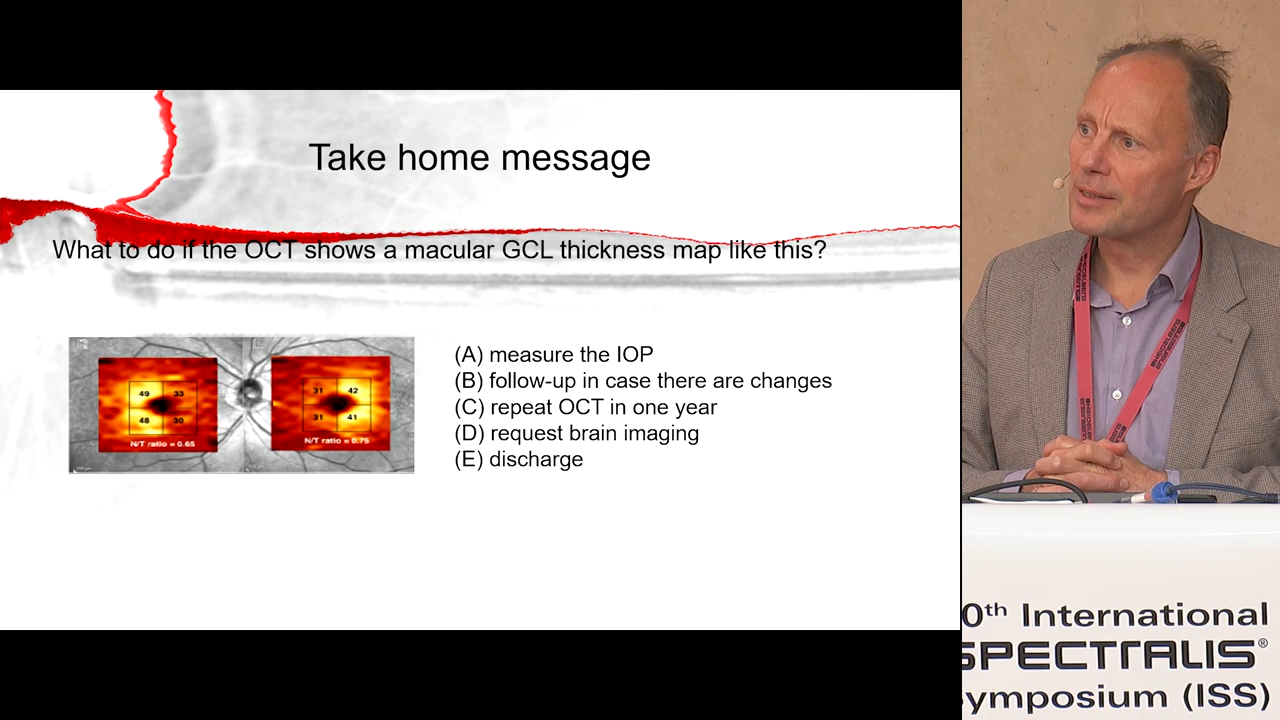 Take home message
What to do if the OCT shows a macular GCL thickness map like this?
49 33
48 30
N/T ratio = 0.65
31 42
31 41
N/T ratio = 0.75
(A) measure the IOP
(B) follow-up in case there are changes
(C) repeat OCT in one year
(D) request brain imaging
(E) discharge
0th International
SPECTRALIS®
ymposium (ISS)